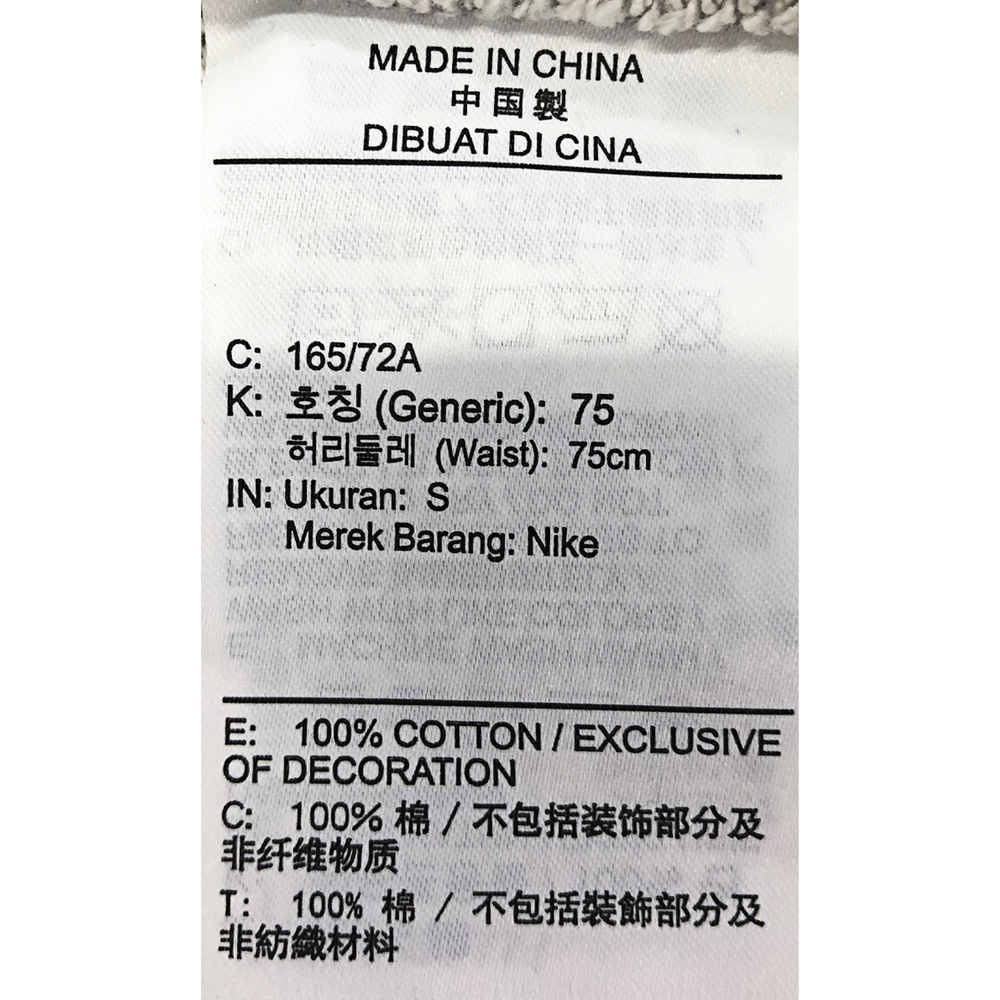 MADE IN CHINA
中国製
DIBUAT DI CINA
C: 165/72A
K: 호칭 (Generic): 75
허리둘레 (Waist): 75cm
IN: Ukuran: S
Merek Barang: Nike
E: 100% COTTON / EXCLUSIVE
OF DECORATION
C: 100% 棉 / 不包括装饰部分及
非纤维物质
T: 100% 棉 / 不包括裝飾部分及
非紡織材料